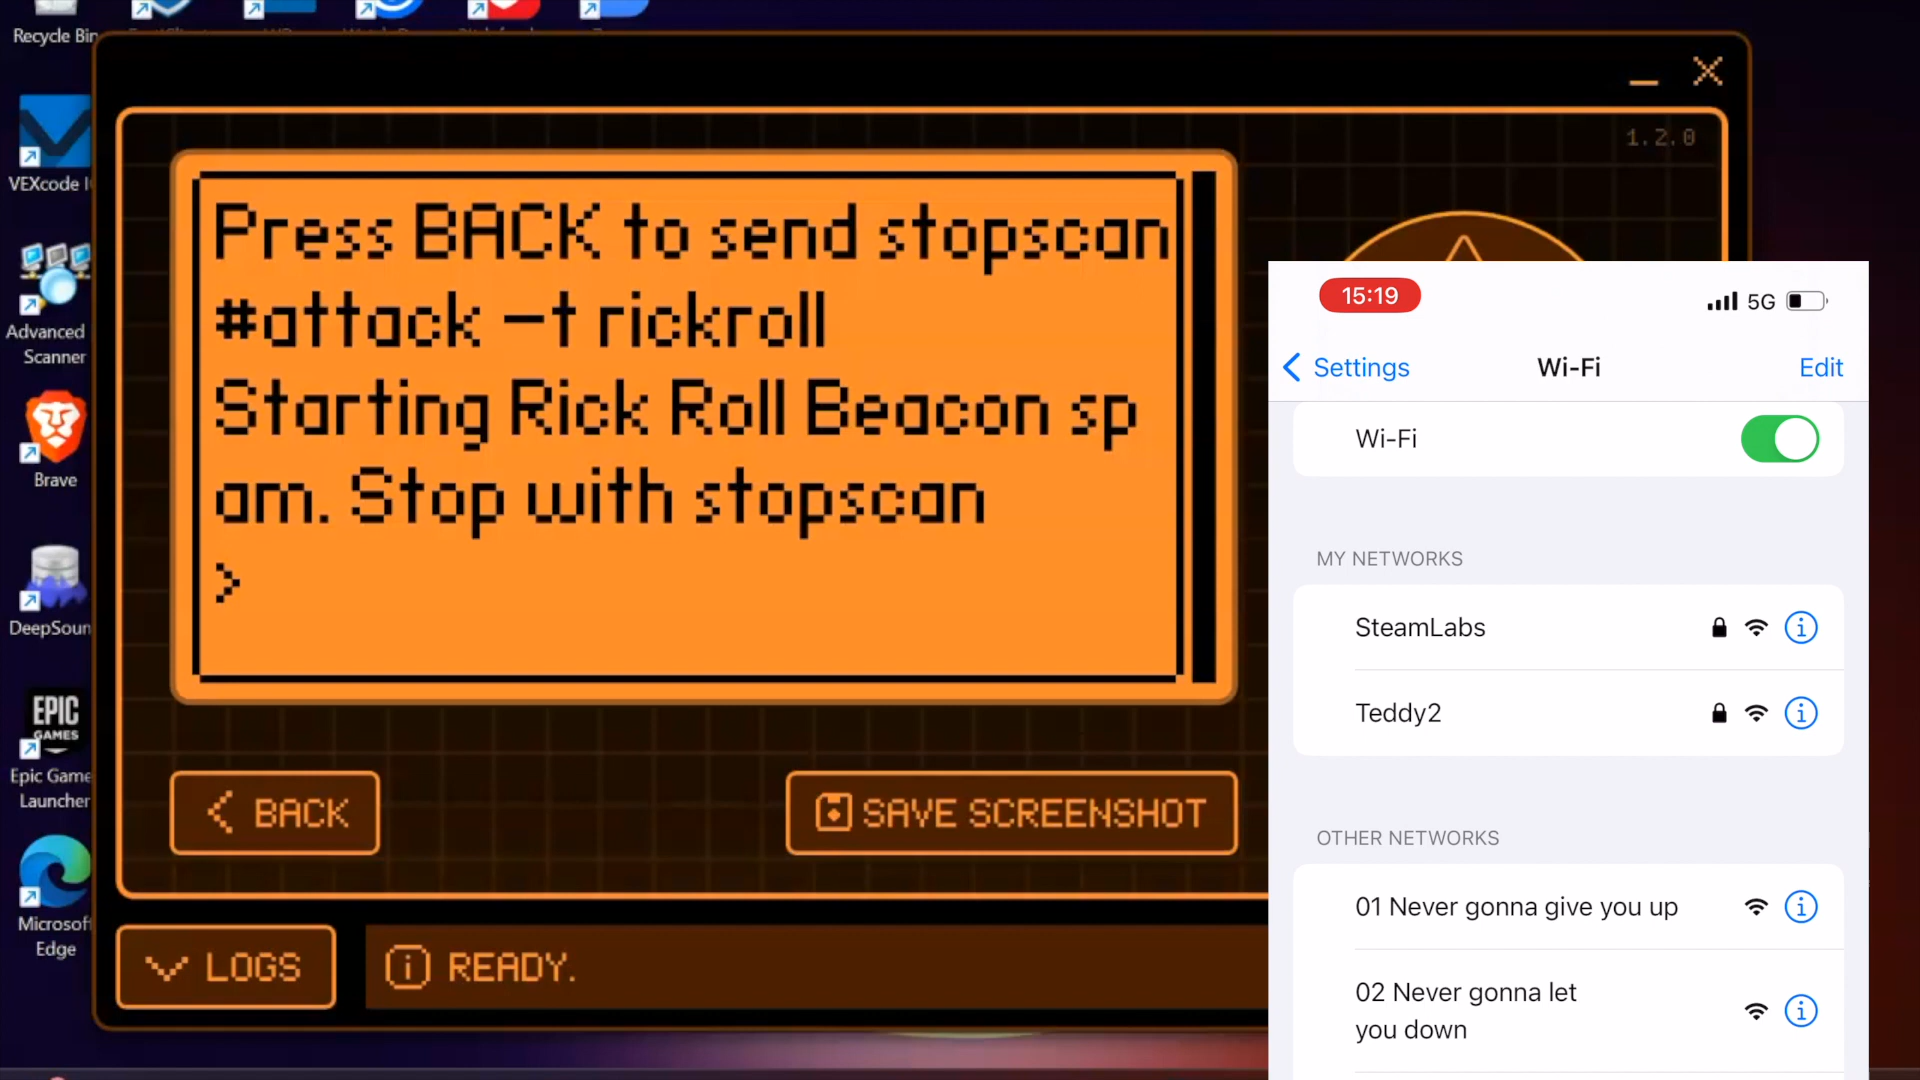 Recycle Bin
VEXcode I
Advanced
Scanner
Brave
DeepSoun
EPIC
GAMES
Epic Game
Launcher
Microsof
Edge
1.2.0
Press BACK to send stopscan
#attack -t rickroll
Starting Rick Roll Beacon sp
am. Stop with stopscan
>
BACK
SAVE SCREENSHOT
LOGS
READY.
15:19
5G
Settings
Wi-Fi
Edit
Wi-Fi
MY NETWORKS
SteamLabs
Teddy2
OTHER NETWORKS
01 Never gonna give you up
02 Never gonna let
you down